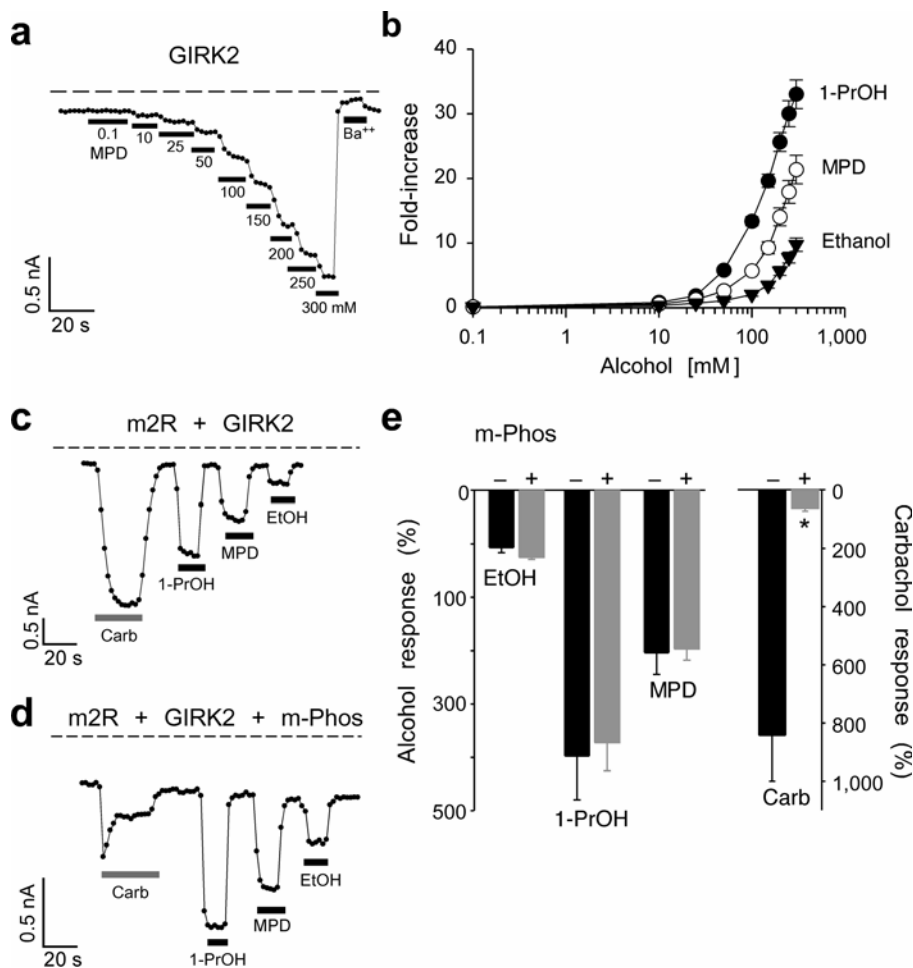 a
GIRK2
0.1
MPD
10
25
50
100
150
200
250
300 mM
Ba++
0.5 nA
20 s
b
Fold-increase
40
30
20
10
0
0.1
1
10
100
1,000
Alcohol [mM]
1-PrOH
MPD
Ethanol
c
m2R + GIRK2
Carb
1-PrOH
MPD
EtOH
0.5 nA
20 s
d
m2R + GIRK2 + m-Phos
Carb
1-PrOH
MPD
EtOH
0.5 nA
20 s
e
m-Phos
− + − + − + − +
Alcohol response (%)
0
100
300
500
EtOH
1-PrOH
MPD
Carb
*
0
200
400
600
800
1,000
Carbachol response (%)